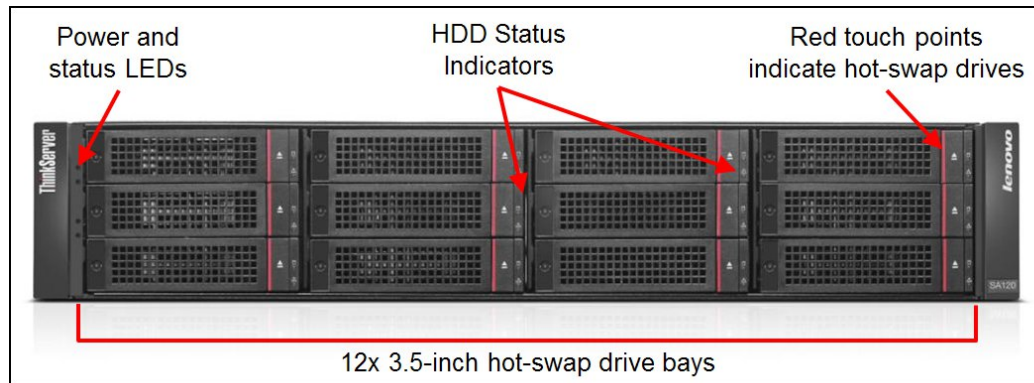 Power and
status LEDs
HDD Status
Indicators
Red touch points
indicate hot-swap drives
ThinkServer
lenovo
SA120
12x 3.5-inch hot-swap drive bays